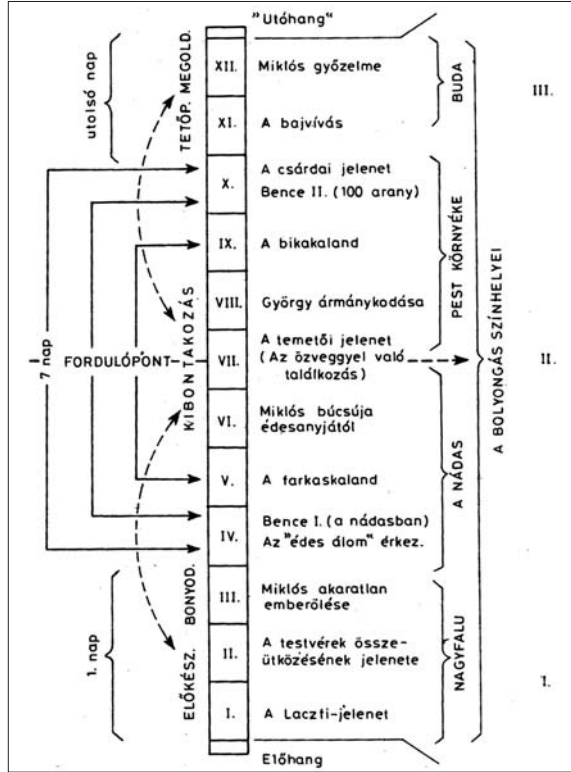 "Utóhang"
XII.
Miklós győzelme
XI.
A bajvívás
X.
A csárdai jelenet
Bence II. (100 arany)
IX.
A bikakaland
VIII.
György ármánykodása
VII.
A temetői jelenet
(Az özveggyel való
találkozás)
VI.
Miklós búcsúja
édesanyjától
V.
A farkaskaland
IV.
Bence I. (a nádasban)
Az "édes álom" érkez.
III.
Miklós akaratlan
emberölése
II.
A testvérek össze-
ütközésének jelenete
I.
A Laczti-jelenet
Előhang
utolsó nap
7 nap
1. nap
FORDULÓPONT
TETŐP. MEGOLD.
KIBONTAKOZÁS
BONYOD.
ELŐKÉSZ.
BUDA
PEST KÖRNYÉKE
A NÁDAS
NAGYFALU
A BOLYONGÁS SZÍNHELYEI
III.
II.
I.